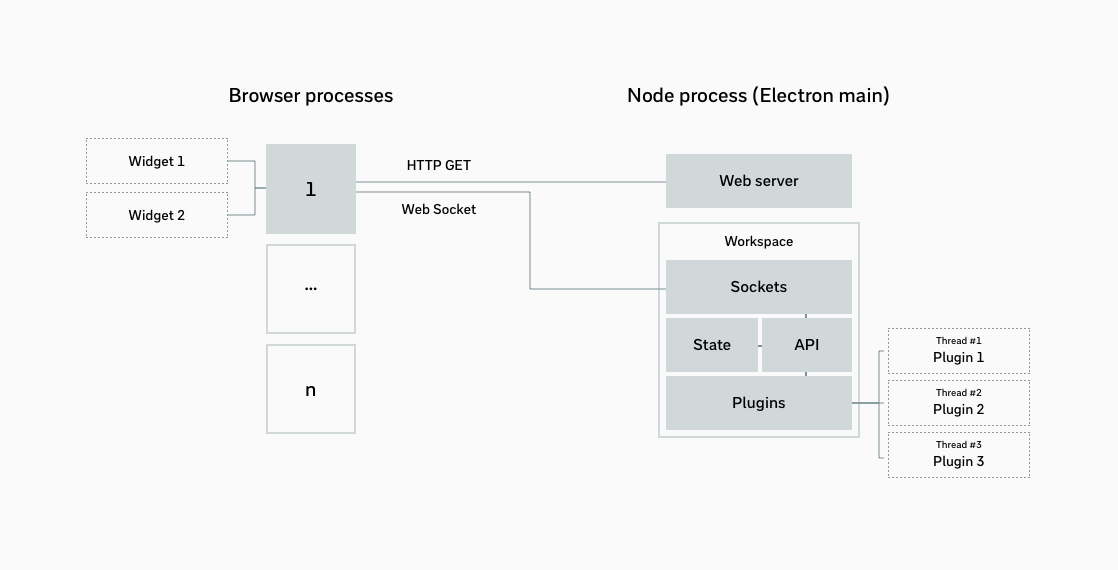 Browser processes
Node process (Electron main)
Widget 1
Widget 2
1
...
n
HTTP GET
Web Socket
Web server
Workspace
Sockets
State
API
Plugins
Thread #1
Plugin 1
Thread #2
Plugin 2
Thread #3
Plugin 3